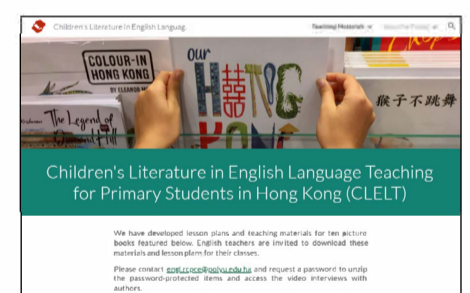 Children's Literature in English Languag.
Teaching Materials
COLOUR-IN
HONG KONG
our
HONG KONG
The Legend of
猴子不跳舞
Children's Literature in English Language Teaching
for Primary Students in Hong Kong (CLELT)
We have developed lesson plans and teaching materials for ten picture
books featured below. English teachers are invited to download these
materials and lesson plans for their classes.
Please contact engl.rcpce@polyu.edu.hk and request a password to unzip
the password-protected items and access the video interviews with
authors.